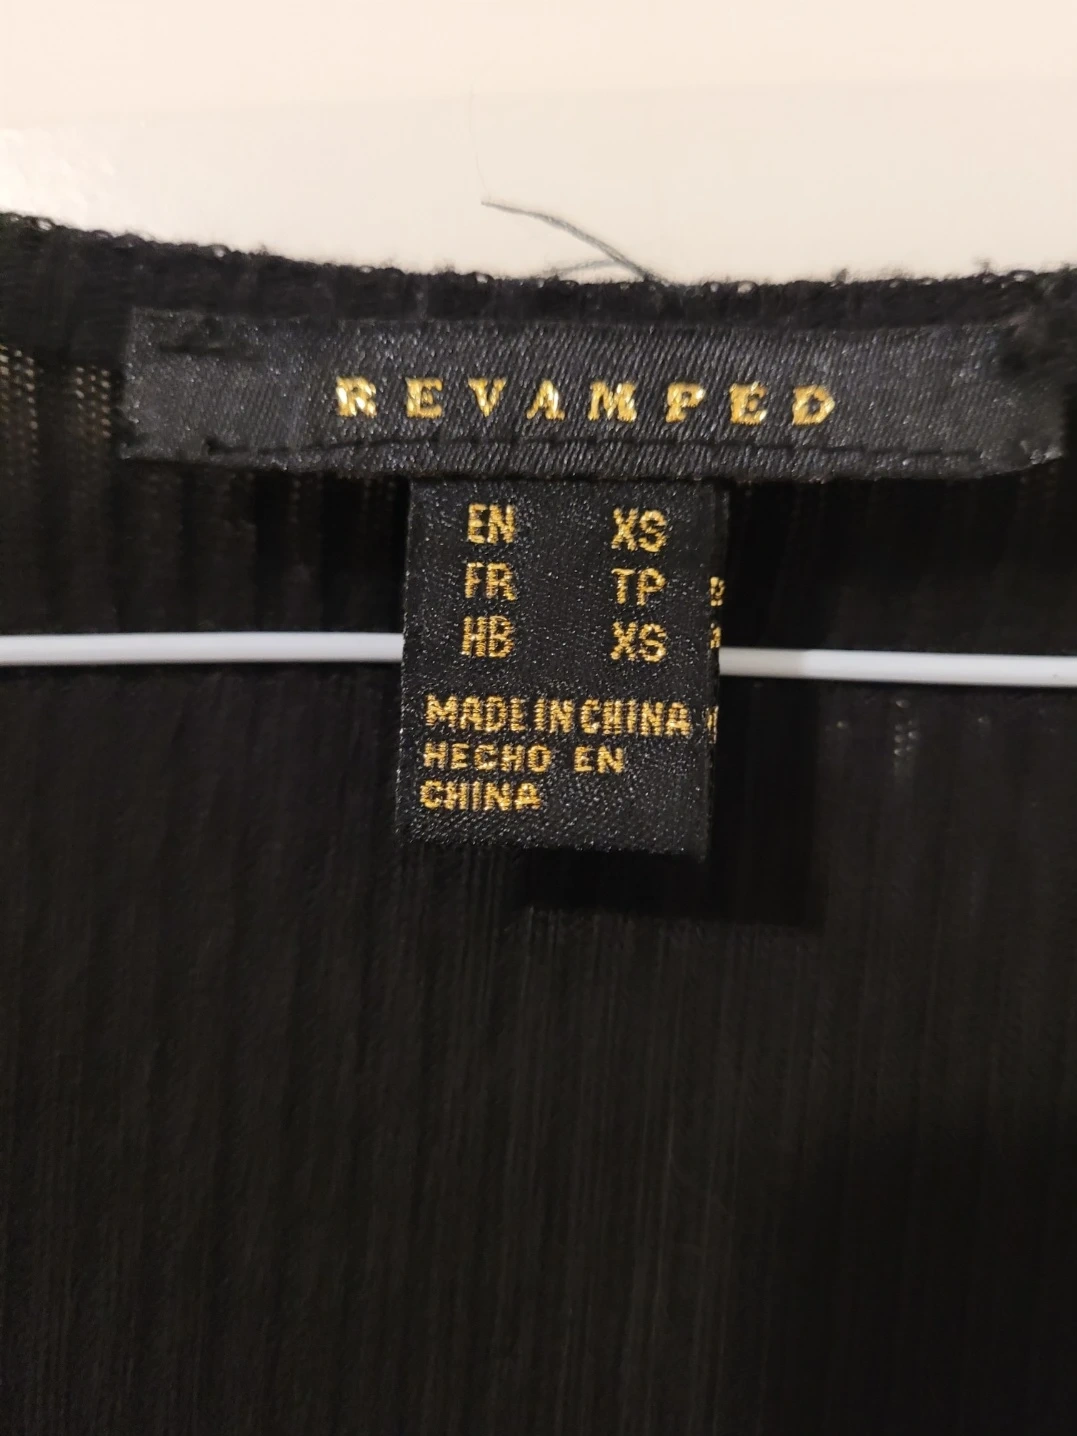 REVAMPED
EN XS
FR TP
HB XS
MADE IN CHINA
HECHO EN
CHINA